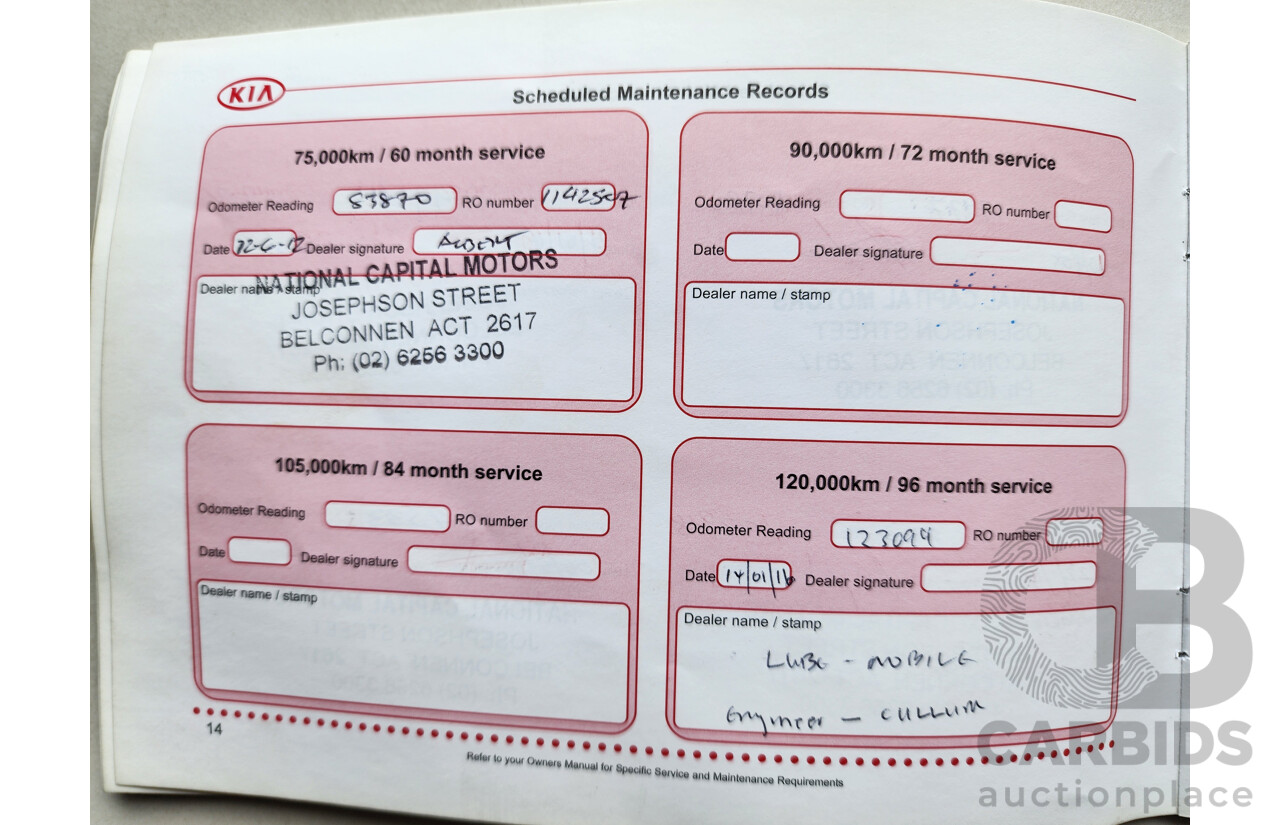 KIA
Scheduled Maintenance Records
75,000km / 60 month service
Odometer Reading 83870 RO number
Date Dealer signature
Dealer name / stamp
NATIONAL CAPITAL MOTORS
JOSEPHSON STREET
BELCONNEN ACT 2617
Ph: (02) 6256 3300
90,000km / 72 month service
Odometer Reading RO number
Date Dealer signature
Dealer name / stamp
105,000km / 84 month service
Odometer Reading RO number
Date Dealer signature
Dealer name / stamp
120,000km / 96 month service
Odometer Reading 123094 RO number
Date 14/01/16 Dealer signature
Dealer name / stamp
LUBE - MOBILE
Engineer - CULLUM
14
Refer to your Owners Manual for Specific Service and Maintenance Requirements
CARBIDS
auctionplace